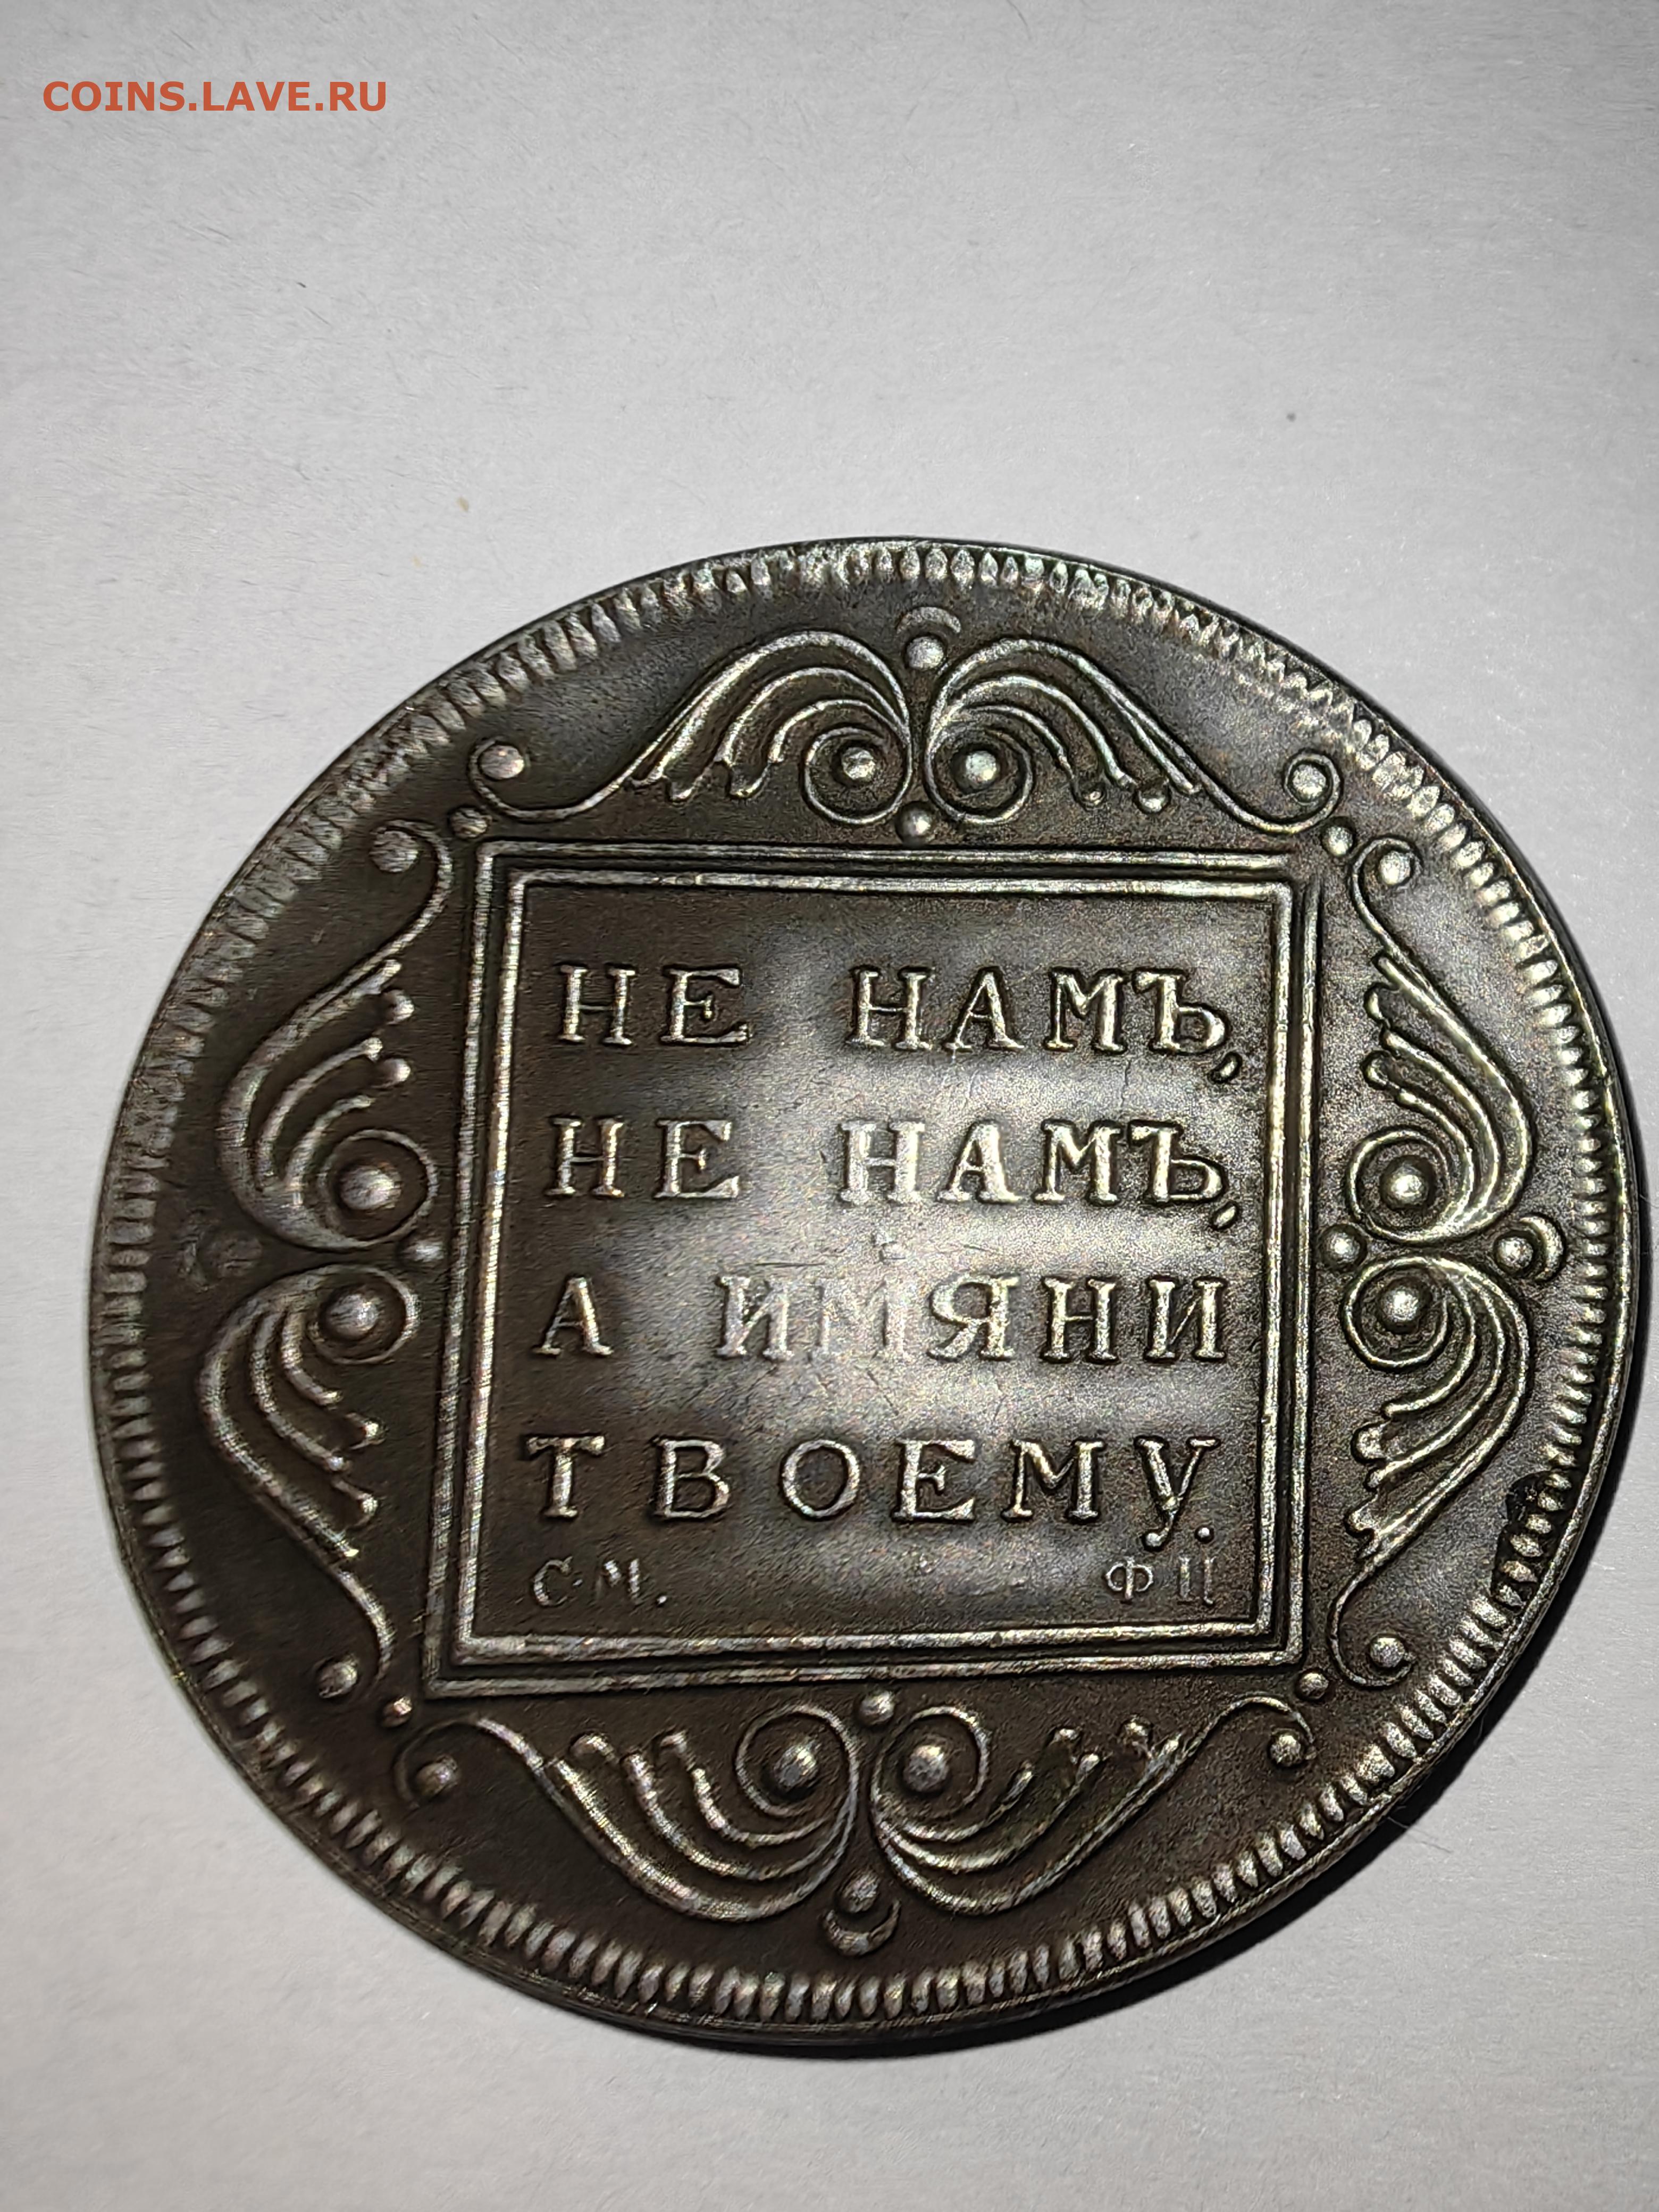 COINS.LAVE.RU
НЕ НАМЪ,
НЕ НАМЪ,
А ИМЯНИ
ТВОЕМУ.
С·М. ФЦ